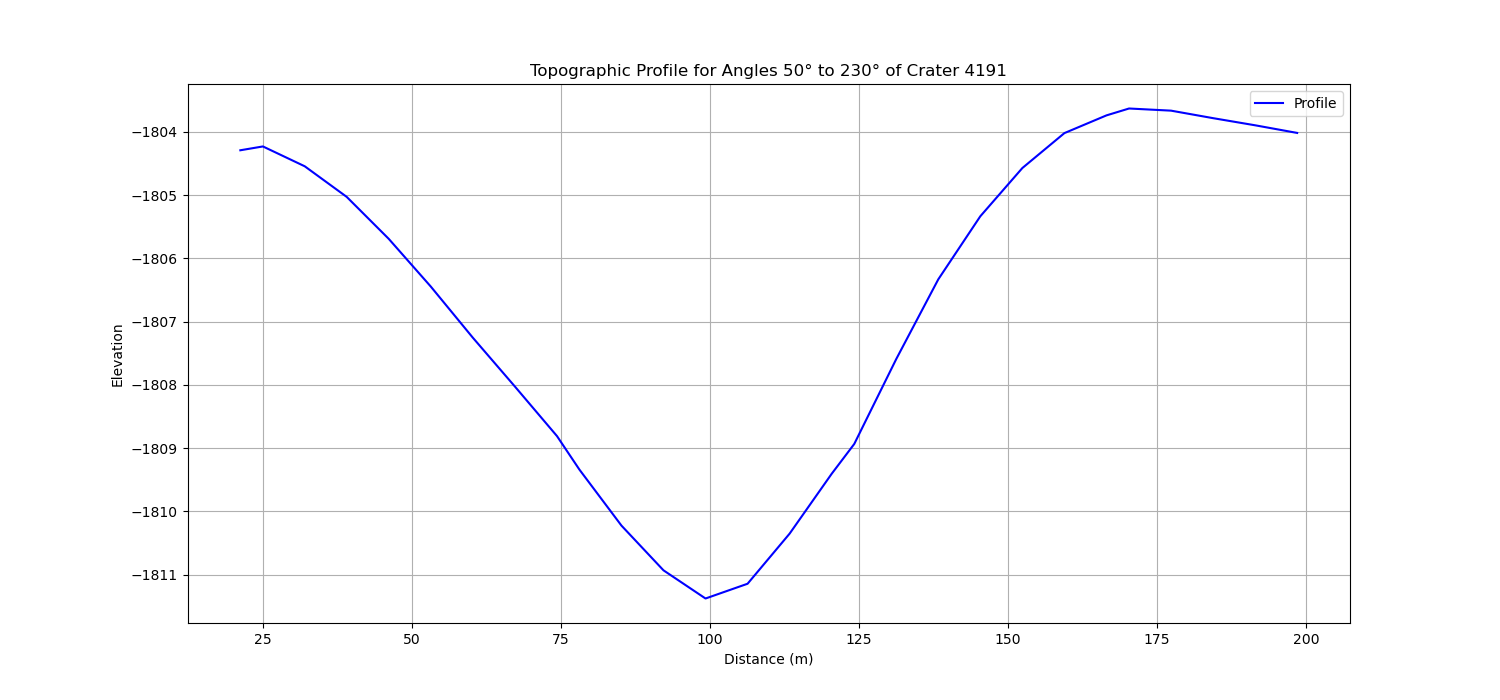 Topographic Profile for Angles 50° to 230° of Crater 4191
Profile
Elevation
−1804
−1805
−1806
−1807
−1808
−1809
−1810
−1811
25 50 75 100 125 150 175 200
Distance (m)